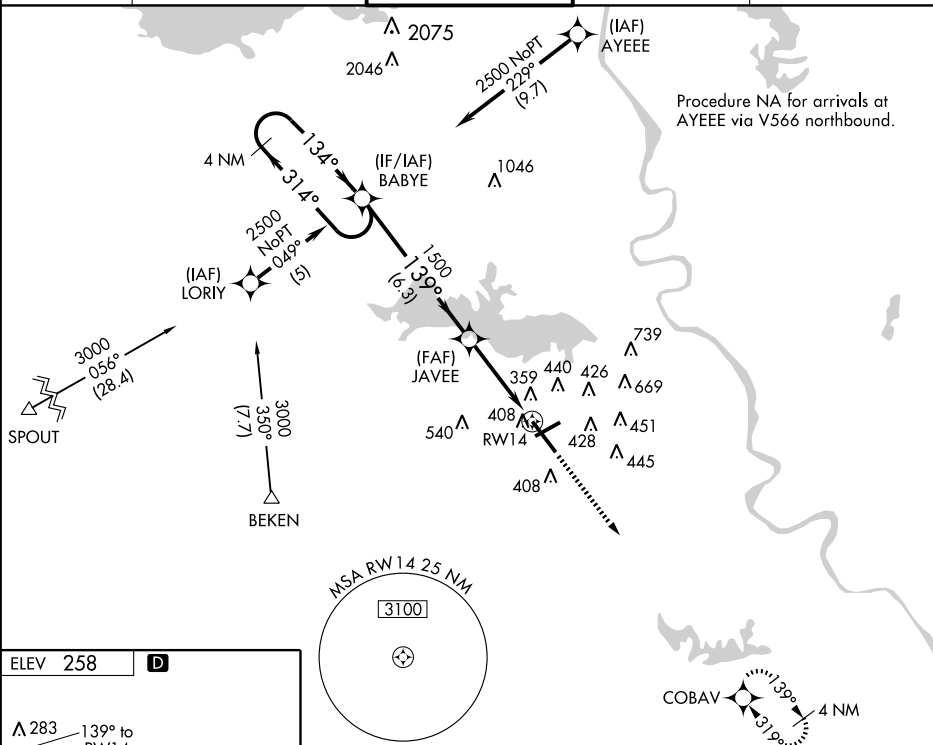 2075
2046
(IAF)
AYEEE
2500 NoPT
229°
(9.7)
Procedure NA for arrivals at
AYEEE via V566 northbound.
4 NM
134°
314°
(IF/IAF)
BABYE
1046
2500
NoPT
049°
(5)
(IAF)
LORIY
1500
139°
(6.3)
3000
056°
(28.4)
SPOUT
3000
350°
(7.7)
BEKEN
(FAF)
JAVEE
739
359
440
426
669
540
408
RW14
428
451
445
408
MSA RW14 25 NM
3100
ELEV 258
D
283
139° to
RW14
COBAV
139°
319°
4 NM